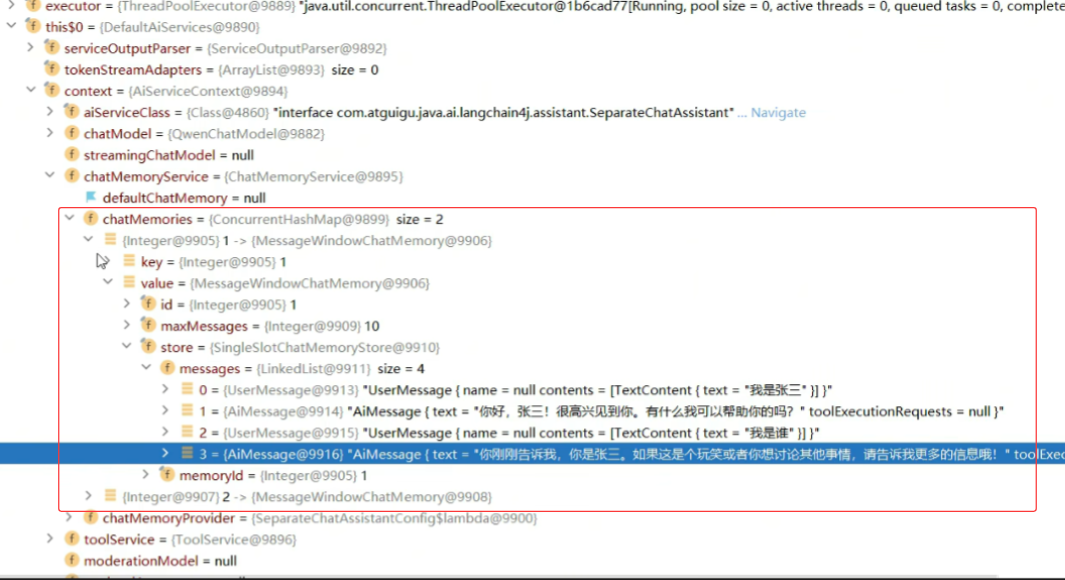 executor = {ThreadPoolExecutor@9889} "java.util.concurrent.ThreadPoolExecutor@1b6cad77[Running, pool size = 0, active threads = 0, queued tasks = 0, complete
this$0 = {DefaultAiServices@9890}
serviceOutputParser = {ServiceOutputParser@9892}
tokenStreamAdapters = {ArrayList@9893} size = 0
context = {AiServiceContext@9894}
aiServiceClass = {Class@4860} "interface com.atguigu.java.ai.langchain4j.assistant.SeparateChatAssistant" ... Navigate
chatModel = {QwenChatModel@9882}
streamingChatModel = null
chatMemoryService = {ChatMemoryService@9895}
defaultChatMemory = null
chatMemories = {ConcurrentHashMap@9899} size = 2
{Integer@9905} 1 -> {MessageWindowChatMemory@9906}
key = {Integer@9905} 1
value = {MessageWindowChatMemory@9906}
id = {Integer@9905} 1
maxMessages = {Integer@9909} 10
store = {SingleSlotChatMemoryStore@9910}
messages = {LinkedList@9911} size = 4
0 = {UserMessage@9913} "UserMessage { name = null contents = [TextContent { text = "我是张三" }] }"
1 = {AiMessage@9914} "AiMessage { text = "你好，张三！很高兴见到你。有什么我可以帮助你的吗？" toolExecutionRequests = null }"
2 = {UserMessage@9915} "UserMessage { name = null contents = [TextContent { text = "我是谁" }] }"
3 = {AiMessage@9916} "AiMessage { text = "你刚刚告诉我，你是张三。如果这是个玩笑或者你想讨论其他事情，请告诉我更多的信息哦！" toolExec
memoryId = {Integer@9905} 1
{Integer@9907} 2 -> {MessageWindowChatMemory@9908}
chatMemoryProvider = {SeparateChatAssistantConfig$lambda@9900}
toolService = {ToolService@9896}
moderationModel = null